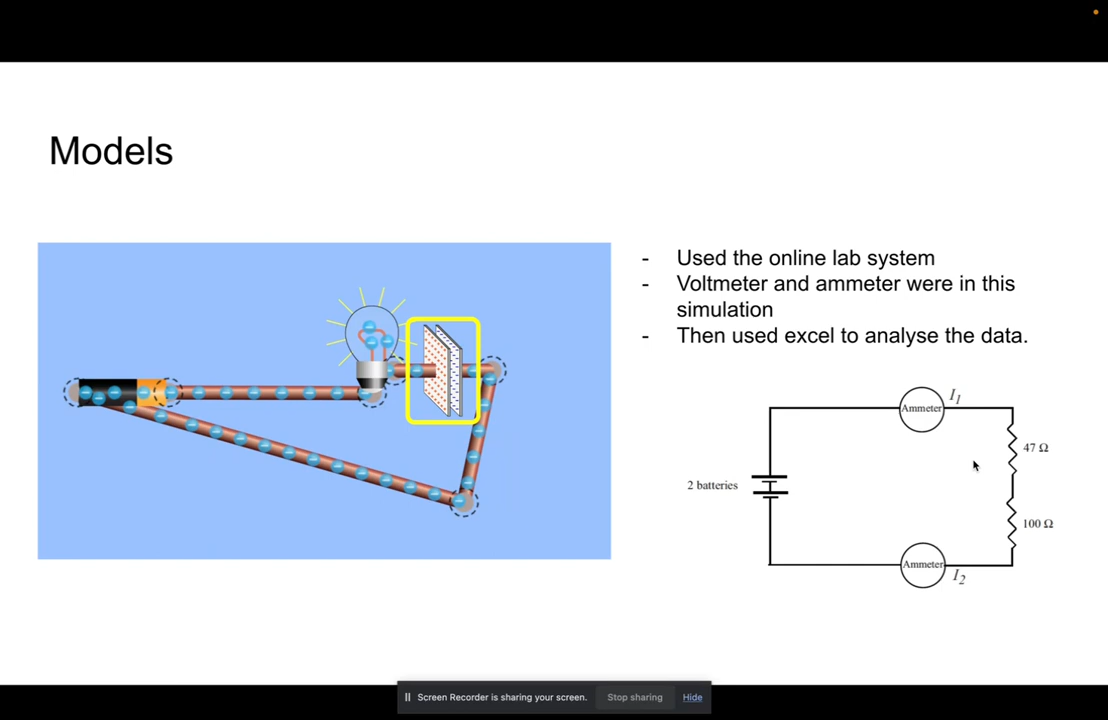 Models
- Used the online lab system
- Voltmeter and ammeter were in this
simulation
- Then used excel to analyse the data.
Ammeter
I1
47 Ω
2 batteries
100 Ω
Ammeter
I2
Screen Recorder is sharing your screen.
Stop sharing
Hide